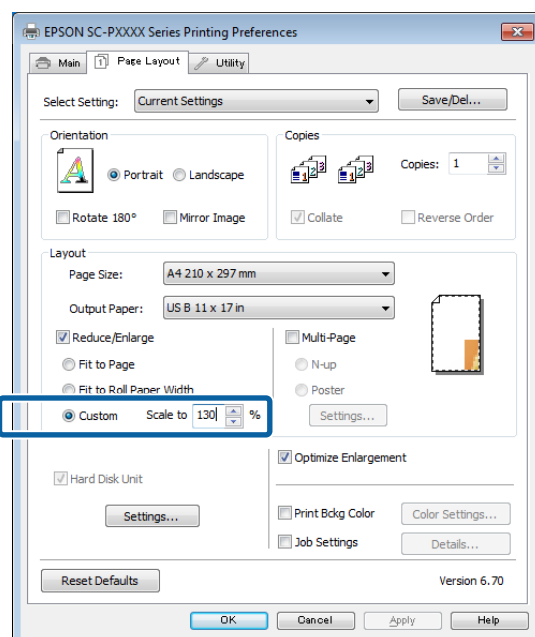 EPSON SC-PXXXX Series Printing Preferences
Main Page Layout Utility
Select Setting: Current Settings Save/Del...
Orientation
Portrait Landscape
Rotate 180° Mirror Image
Copies
Copies: 1
Collate Reverse Order
Layout
Page Size: A4 210 x 297 mm
Output Paper: US B 11 x 17 in
Reduce/Enlarge Multi-Page
Fit to Page N-up
Fit to Roll Paper Width Poster
Custom Scale to 130 % Settings...
Optimize Enlargement
Hard Disk Unit
Settings... Print Bckg Color Color Settings...
Job Settings Details...
Reset Defaults Version 6.70
OK Cancel Apply Help